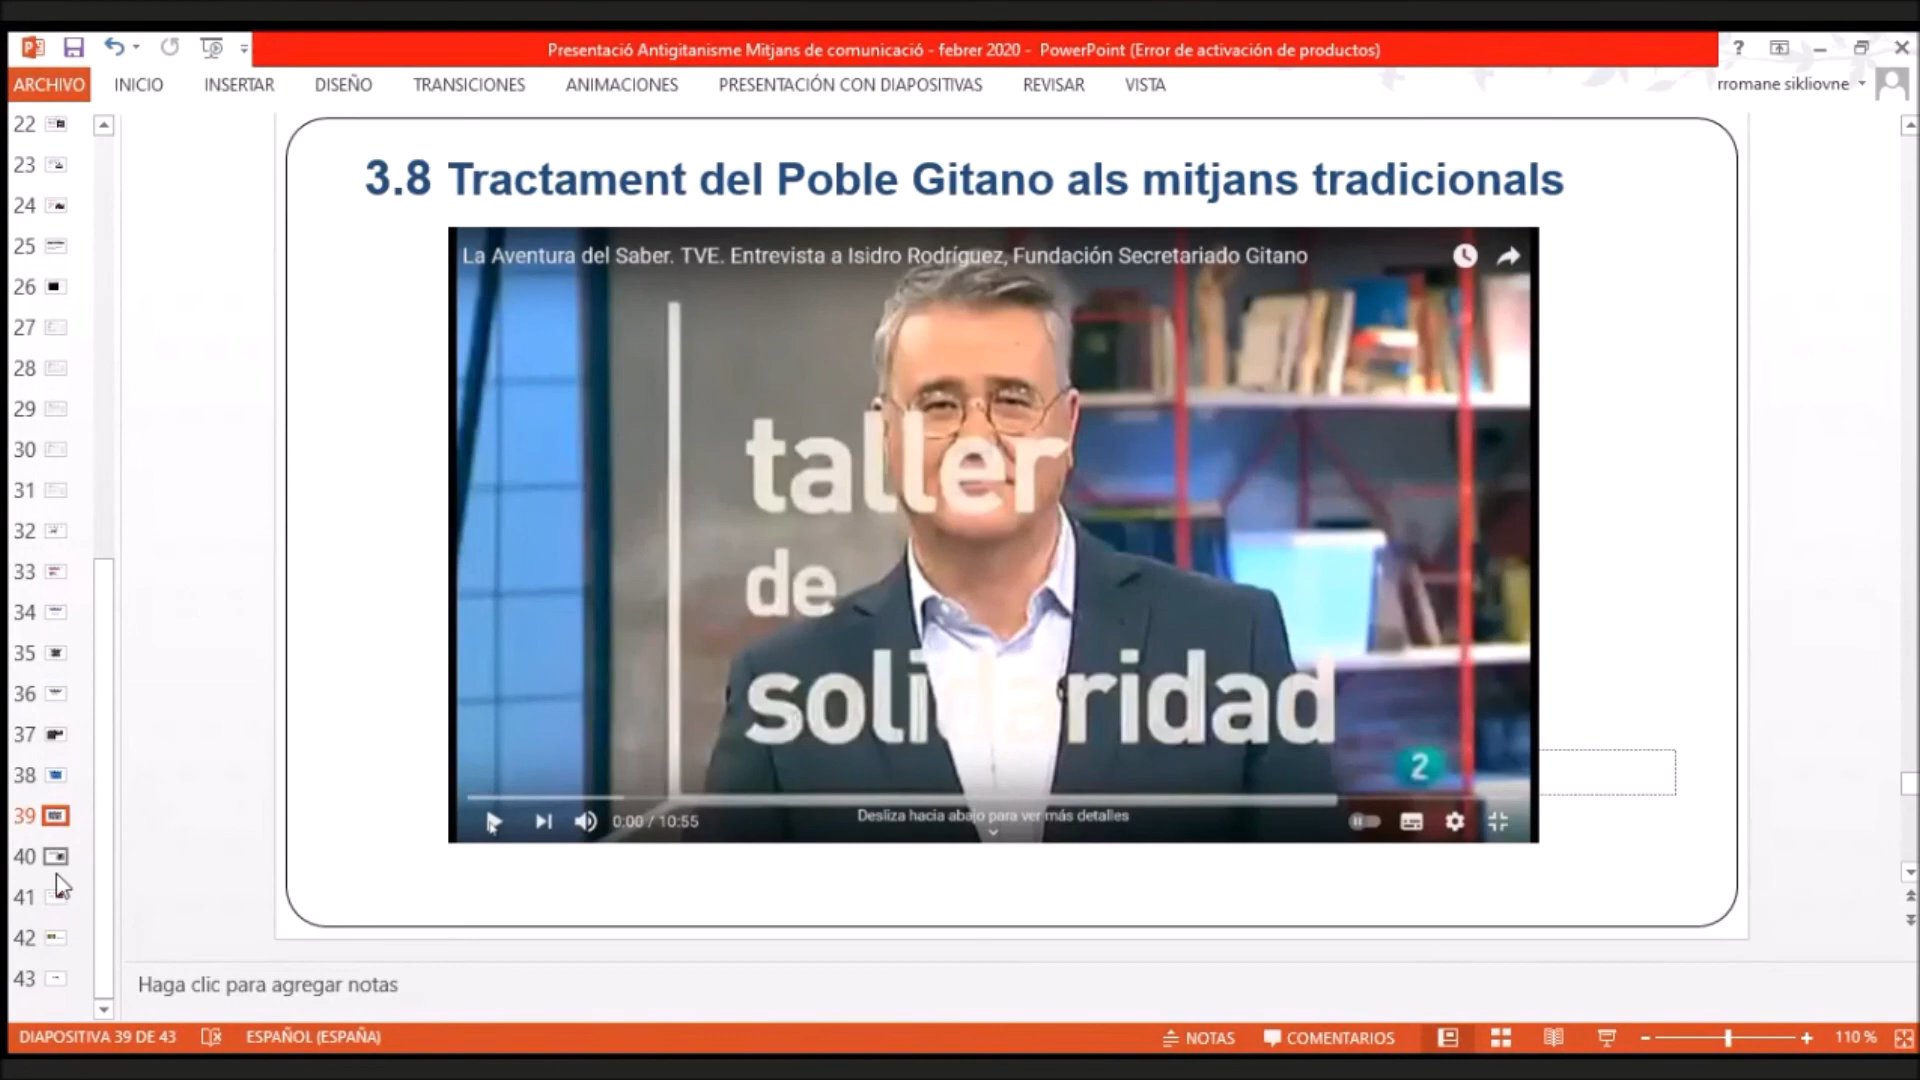 Presentació Antigitanisme Mitjans de comunicació - febrer 2020 - PowerPoint (Error de activación de productos)
?
ARCHIVO INICIO INSERTAR DISEÑO TRANSICIONES ANIMACIONES PRESENTACIÓN CON DIAPOSITIVAS REVISAR VISTA
rromane sikliovne
22
23
24
25
26
27
28
29
30
31
32
33
34
35
36
37
38
39
40
41
42
43
3.8 Tractament del Poble Gitano als mitjans tradicionals
La Aventura del Saber. TVE. Entrevista a Isidro Rodríguez, Fundación Secretariado Gitano
taller
de
solidaridad
2
0:00 / 10:55
Desliza hacia abajo para ver más detalles
Haga clic para agregar notas
DIAPOSITIVA 39 DE 43 ESPAÑOL (ESPAÑA) NOTAS COMENTARIOS 110 %